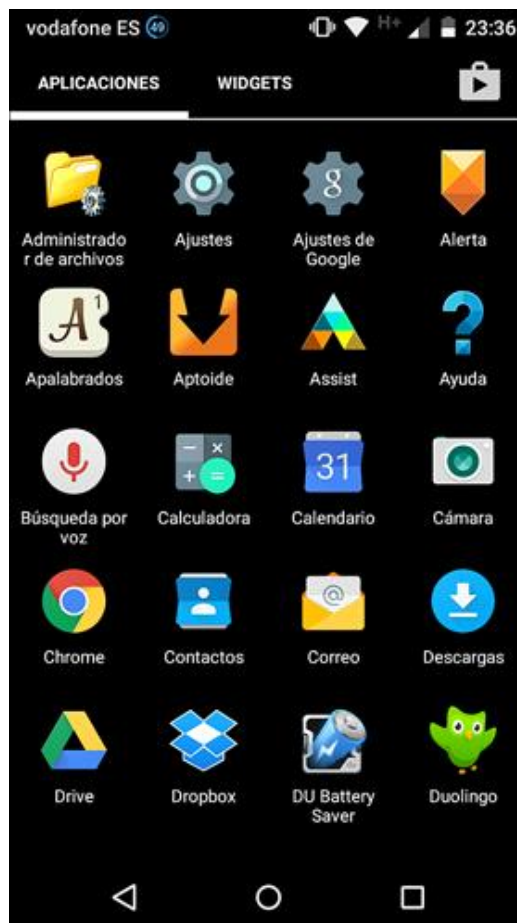 vodafone ES 49 H+ 23:36
APLICACIONES WIDGETS
Administrado
r de archivos
Ajustes
Ajustes de
Google
Alerta
Apalabrados
Aptoide
Assist
Ayuda
Búsqueda por
voz
Calculadora
31
Calendario
Cámara
Chrome
Contactos
Correo
Descargas
Drive
Dropbox
DU Battery
Saver
Duolingo